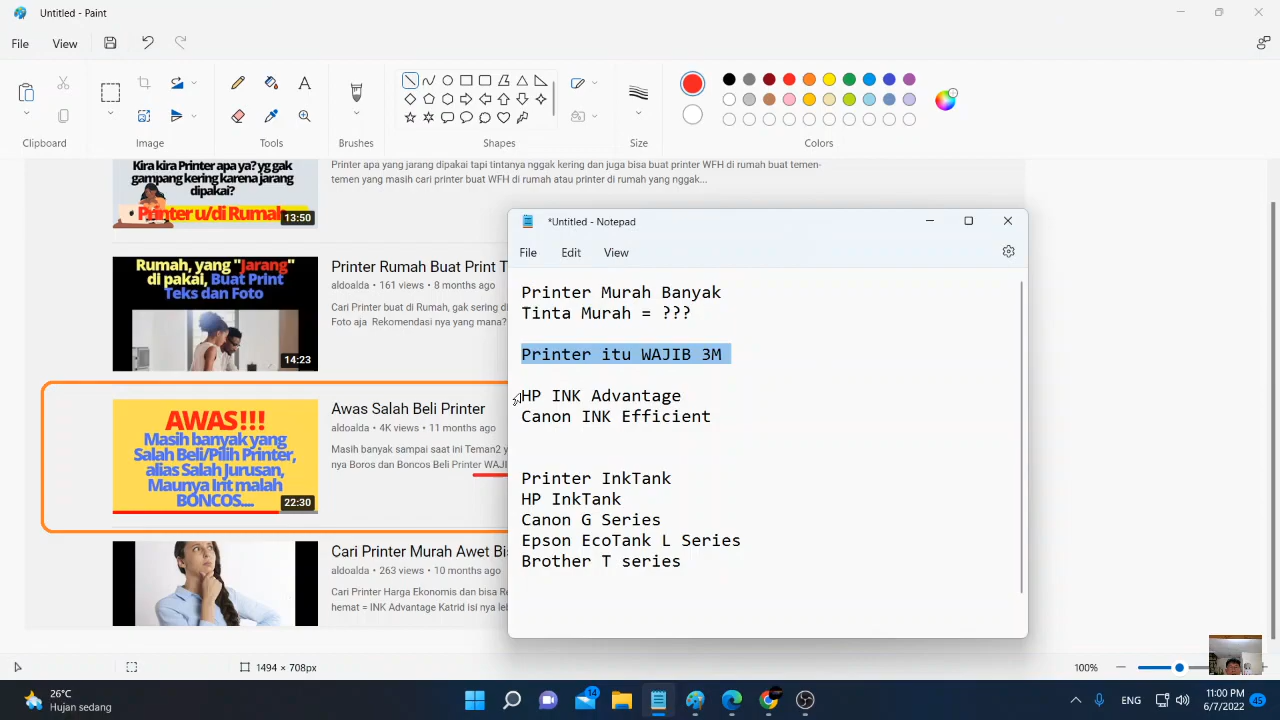 Untitled - Paint
File
View
Clipboard
Image
Tools
Brushes
Shapes
Size
Colors
Kira kira Printer apa ya? yg gak
gampang kering karena jarang
dipakai?
Printer u/di Rumah
13:50
Printer apa yang jarang dipakai tapi tintanya nggak kering dan juga bisa buat printer WFH di rumah buat temen-
temen yang masih cari printer buat WFH di rumah atau printer di rumah yang nggak...
Rumah, yang "Jarang"
di pakai, Buat Print
Teks dan Foto
14:23
Printer Rumah Buat Print T
aldoalda • 161 views • 8 months ago
Cari Printer buat di Rumah, gak sering di
Foto aja Rekomendasi nya yang mana?
AWAS!!!
Masih banyak yang
Salah Beli/Pilih Printer,
alias Salah Jurusan,
Maunya Irit malah
BONCOS....
22:30
Awas Salah Beli Printer
aldoalda • 4K views • 11 months ago
Masih banyak sampai saat ini Teman2 y
nya Boros dan Boncos Beli Printer WAJI
Cari Printer Murah Awet Bi
aldoalda • 263 views • 10 months ago
Cari Printer Harga Ekonomis dan bisa Re
hemat = INK Advantage Katrid isi nya le
*Untitled - Notepad
File
Edit
View
Printer Murah Banyak
Tinta Murah = ???
Printer itu WAJIB 3M
HP INK Advantage
Canon INK Efficient
Printer InkTank
HP InkTank
Canon G Series
Epson EcoTank L Series
Brother T series
1494 × 708px
100%
26°C
Hujan sedang
14
ENG
11:00 PM
6/7/2022
45